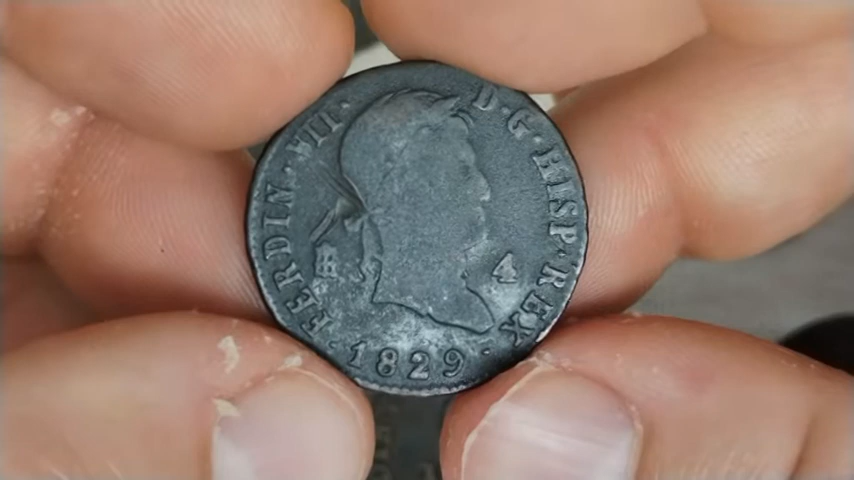 FERDIN · VII · D · G · HISP · REX
4
· 1829 ·